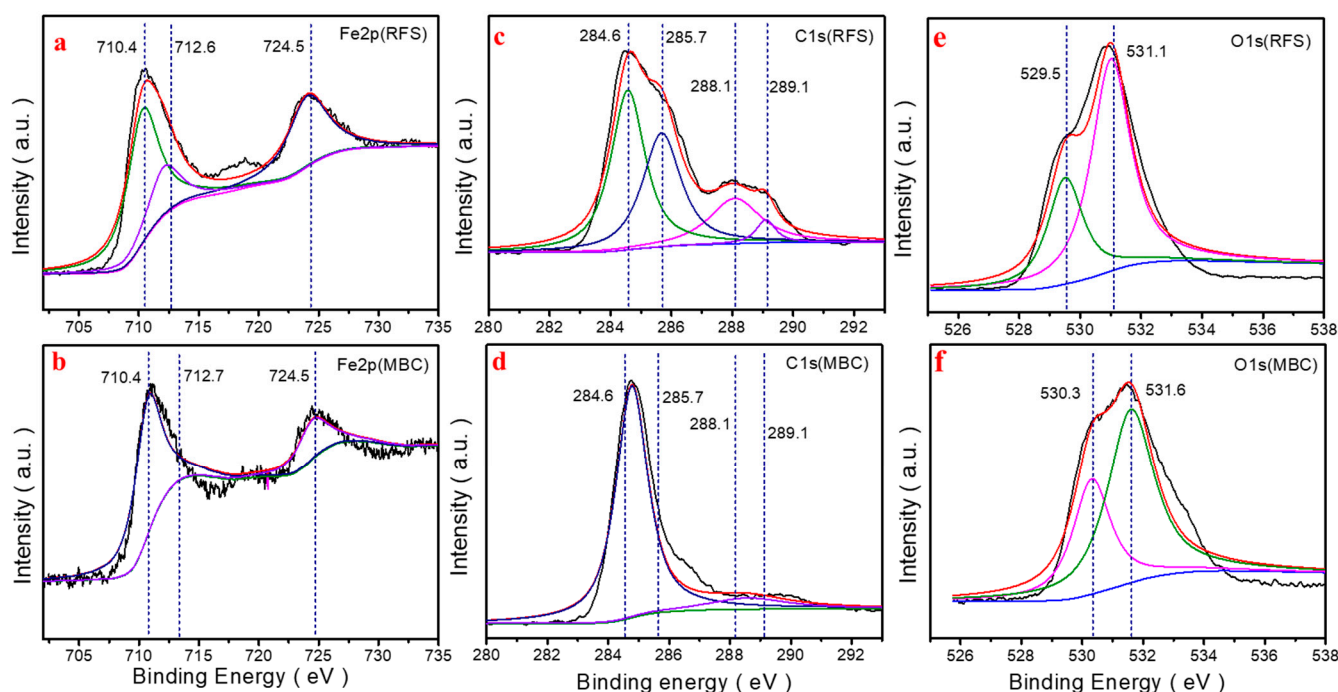 a
710.4
712.6
724.5
Fe2p(RFS)
Intensity ( a.u. )
705 710 715 720 725 730 735
c
284.6
285.7
288.1
289.1
C1s(RFS)
Intensity ( a.u. )
280 282 284 286 288 290 292
e
529.5
531.1
O1s(RFS)
Intensity ( a.u. )
526 528 530 532 534 536 538
b
710.4
712.7
724.5
Fe2p(MBC)
Intensity ( a.u. )
705 710 715 720 725 730 735
Binding Energy ( eV )
d
284.6
285.7
288.1
289.1
C1s(MBC)
Intensity ( a.u. )
280 282 284 286 288 290 292
Binding energy ( eV )
f
530.3
531.6
O1s(MBC)
Intensity ( a.u. )
526 528 530 532 534 536 538
Binding Energy ( eV )